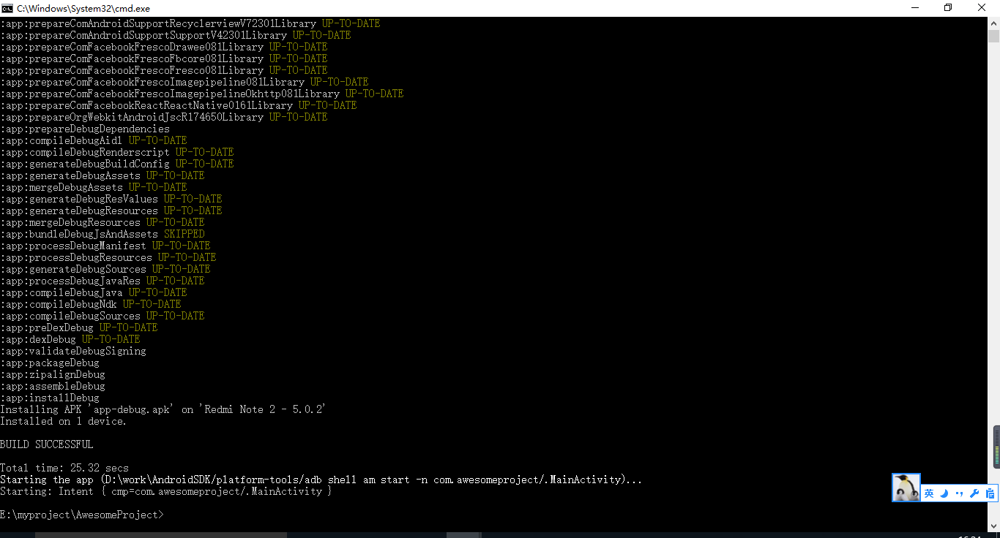 C:\Windows\System32\cmd.exe
:app:prepareComAndroidSupportRecyclerviewV72301Library UP-TO-DATE
:app:prepareComAndroidSupportSupportV42301Library UP-TO-DATE
:app:prepareComFacebookFrescoDrawee081Library UP-TO-DATE
:app:prepareComFacebookFrescoFbcore081Library UP-TO-DATE
:app:prepareComFacebookFrescoFresco081Library UP-TO-DATE
:app:prepareComFacebookFrescoImagepipeline081Library UP-TO-DATE
:app:prepareComFacebookFrescoImagepipelineOkhttp081Library UP-TO-DATE
:app:prepareComFacebookReactReactNative0161Library UP-TO-DATE
:app:prepareOrgWebkitAndroidJscR174650Library UP-TO-DATE
:app:prepareDebugDependencies
:app:compileDebugAidl UP-TO-DATE
:app:compileDebugRenderscript UP-TO-DATE
:app:generateDebugBuildConfig UP-TO-DATE
:app:generateDebugAssets UP-TO-DATE
:app:mergeDebugAssets UP-TO-DATE
:app:generateDebugResValues UP-TO-DATE
:app:generateDebugResources UP-TO-DATE
:app:mergeDebugResources UP-TO-DATE
:app:bundleDebugJsAndAssets SKIPPED
:app:processDebugManifest UP-TO-DATE
:app:processDebugResources UP-TO-DATE
:app:generateDebugSources UP-TO-DATE
:app:processDebugJavaRes UP-TO-DATE
:app:compileDebugJava UP-TO-DATE
:app:compileDebugNdk UP-TO-DATE
:app:compileDebugSources UP-TO-DATE
:app:preDexDebug UP-TO-DATE
:app:dexDebug UP-TO-DATE
:app:validateDebugSigning
:app:packageDebug
:app:zipalignDebug
:app:assembleDebug
:app:installDebug
Installing APK 'app-debug.apk' on 'Redmi Note 2 - 5.0.2'
Installed on 1 device.
BUILD SUCCESSFUL
Total time: 25.32 secs
Starting the app (D:\work\AndroidSDK/platform-tools/adb shell am start -n com.awesomeproject/.MainActivity)...
Starting: Intent { cmp=com.awesomeproject/.MainActivity }
英
E:\myproject\AwesomeProject>